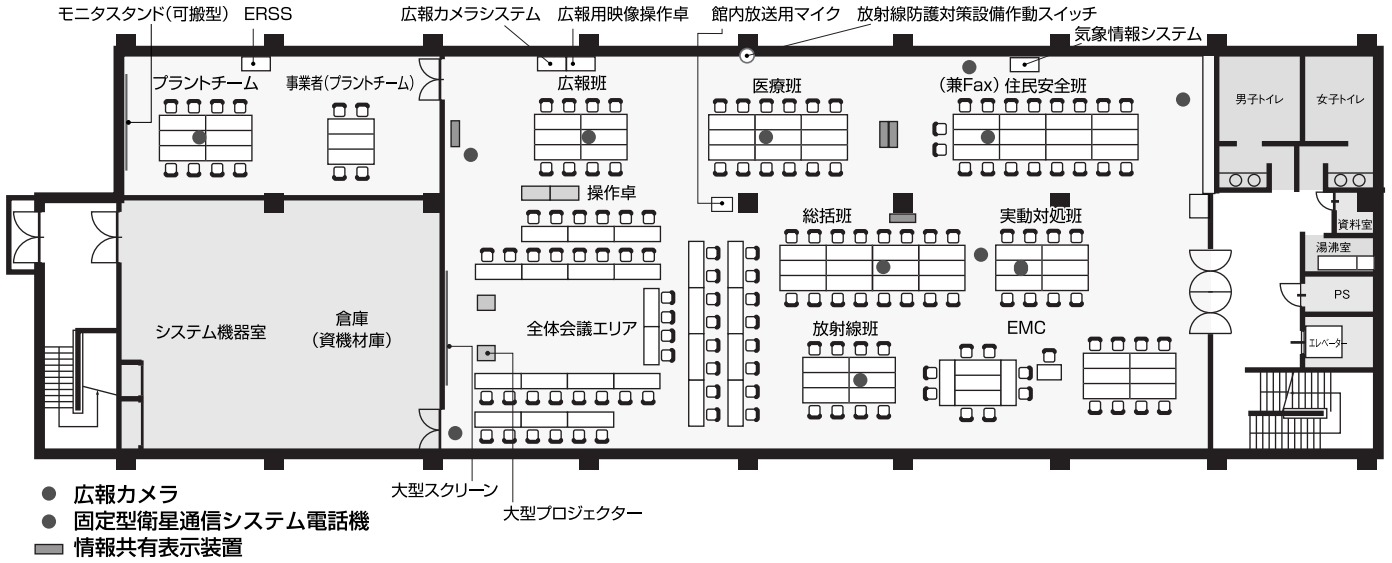 モニタスタンド(可搬型)
ERSS
広報カメラシステム
広報用映像操作卓
館内放送用マイク
放射線防護対策設備作動スイッチ
気象情報システム
プラントチーム
事業者(プラントチーム)
広報班
医療班
(兼Fax)
住民安全班
男子トイレ
女子トイレ
操作卓
総括班
実動対処班
資料室
湯沸室
PS
エレベーター
システム機器室
倉庫
(資機材庫)
全体会議エリア
放射線班
EMC
大型スクリーン
大型プロジェクター
広報カメラ
固定型衛星通信システム電話機
情報共有表示装置